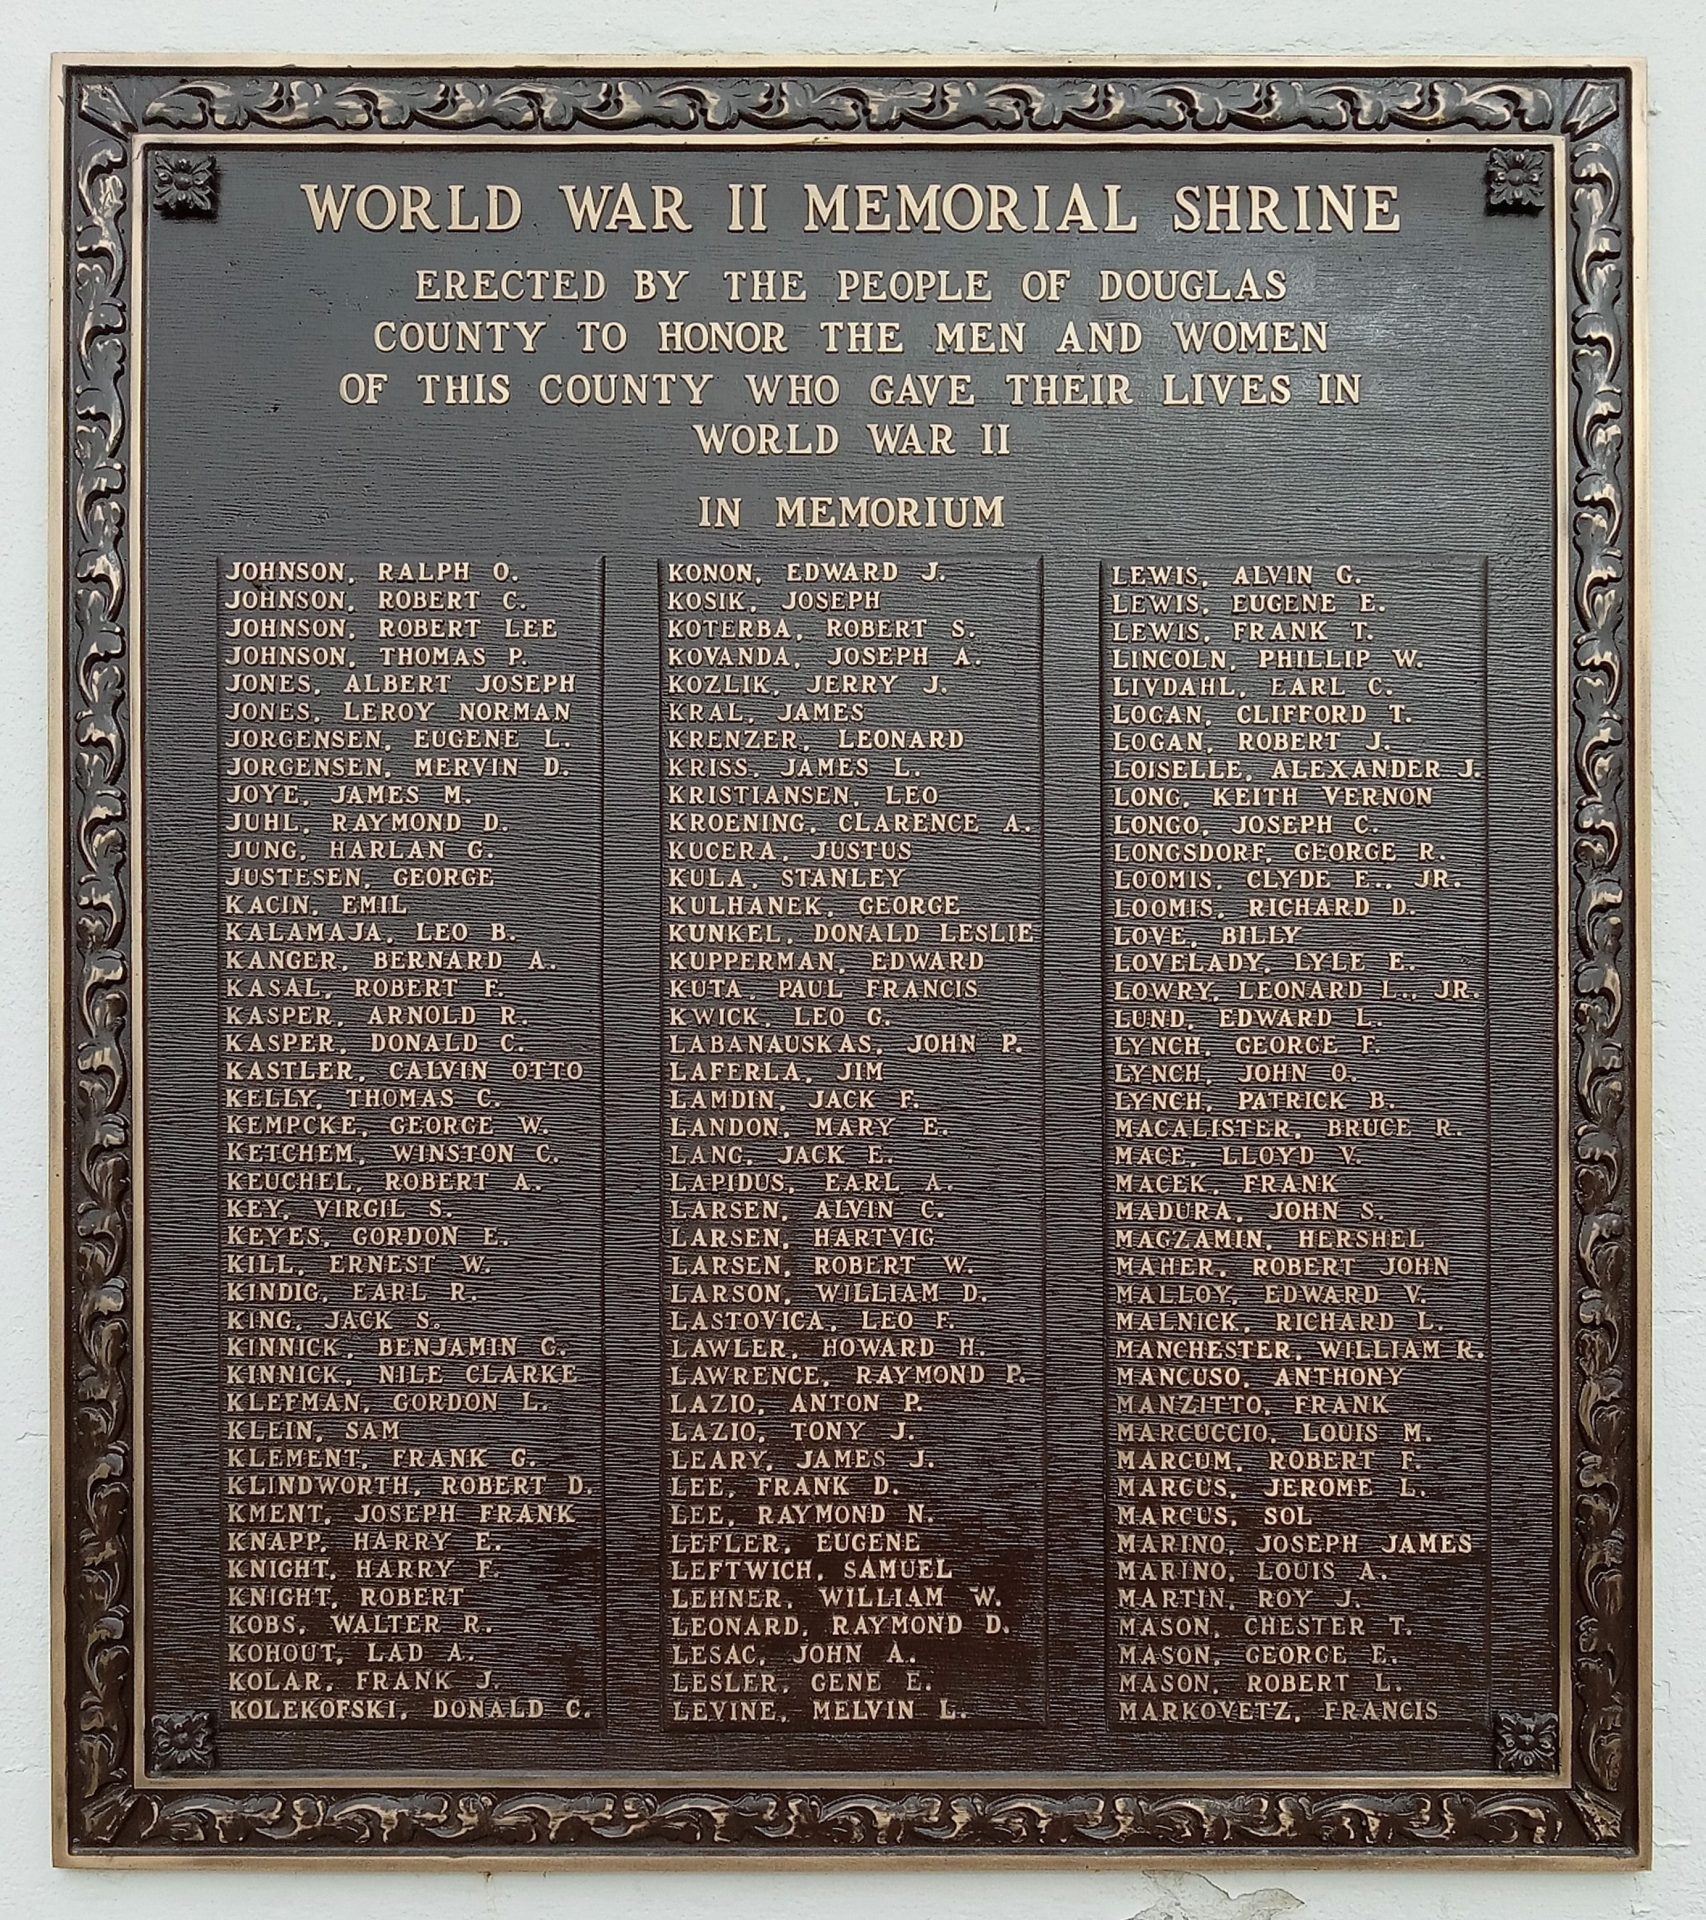 WORLD WAR II MEMORIAL SHRINE
ERECTED BY THE PEOPLE OF DOUGLAS
COUNTY TO HONOR THE MEN AND WOMEN
OF THIS COUNTY WHO GAVE THEIR LIVES IN
WORLD WAR II
IN MEMORIUM
JOHNSON, RALPH O.
JOHNSON, ROBERT C.
JOHNSON, ROBERT LEE
JOHNSON, THOMAS P.
JONES, ALBERT JOSEPH
JONES, LEROY NORMAN
JORGENSEN, EUGENE L.
JORGENSEN, MERVIN D.
JOYE, JAMES M.
JUHL, RAYMOND D.
JUNG, HARLAN G.
JUSTESEN, GEORGE
KACIN, EMIL
KALAMAJA, LEO B.
KANGER, BERNARD A.
KASAL, ROBERT F.
KASPER, ARNOLD R.
KASPER, DONALD C.
KASTLER, CALVIN OTTO
KELLY, THOMAS C.
KEMPCKE, GEORGE W.
KETCHEM, WINSTON C.
KEUCHEL, ROBERT A.
KEY, VIRGIL S.
KEYES, GORDON E.
KILL, ERNEST W.
KINDIG, EARL R.
KING, JACK S.
KINNICK, BENJAMIN G.
KINNICK, NILE CLARKE
KLEFMAN, GORDON L.
KLEIN, SAM
KLEMENT, FRANK G.
KLINDWORTH, ROBERT D.
KMENT, JOSEPH FRANK
KNAPP, HARRY E.
KNIGHT, HARRY F.
KNIGHT, ROBERT
KOBS, WALTER R.
KOHOUT, LAD A.
KOLAR, FRANK J.
KOLEKOFSKI, DONALD C.
KONON, EDWARD J.
KOSIK, JOSEPH
KOTERBA, ROBERT S.
KOVANDA, JOSEPH A.
KOZLIK, JERRY J.
KRAL, JAMES
KRENZER, LEONARD
KRISS, JAMES L.
KRISTIANSEN, LEO
KROENING, CLARENCE A.
KUCERA, JUSTUS
KULA, STANLEY
KULHANEK, GEORGE
KUNKEL, DONALD LESLIE
KUPPERMAN, EDWARD
KUTA, PAUL FRANCIS
KWICK, LEO G.
LABANAUSKAS, JOHN P.
LAFERLA, JIM
LAMDIN, JACK F.
LANDON, MARY E.
LANG, JACK E.
LAPIDUS, EARL A.
LARSEN, ALVIN C.
LARSEN, HARTVIG
LARSEN, ROBERT W.
LARSON, WILLIAM D.
LASTOVICA, LEO F.
LAWLER, HOWARD H.
LAWRENCE, RAYMOND P.
LAZIO, ANTON P.
LAZIO, TONY J.
LEARY, JAMES J.
LEE, FRANK D.
LEE, RAYMOND N.
LEFLER, EUGENE
LEFTWICH, SAMUEL
LEHNER, WILLIAM W.
LEONARD, RAYMOND D.
LESAC, JOHN A.
LESLER, GENE E.
LEVINE, MELVIN L.
LEWIS, ALVIN G.
LEWIS, EUGENE E.
LEWIS, FRANK T.
LINCOLN, PHILLIP W.
LIVDAHL, EARL C.
LOGAN, CLIFFORD T.
LOGAN, ROBERT J.
LOISELLE, ALEXANDER J.
LONG, KEITH VERNON
LONGO, JOSEPH C.
LONGSDORF, GEORGE R.
LOOMIS, CLYDE E., JR.
LOOMIS, RICHARD D.
LOVE, BILLY
LOVELADY, LYLE E.
LOWRY, LEONARD L., JR.
LUND, EDWARD L.
LYNCH, GEORGE F.
LYNCH, JOHN O.
LYNCH, PATRICK B.
MACALISTER, BRUCE R.
MACE, LLOYD V.
MACEK, FRANK
MADURA, JOHN S.
MAGZAMIN, HERSHEL
MAHER, ROBERT JOHN
MALLOY, EDWARD V.
MALNICK, RICHARD L.
MANCHESTER, WILLIAM R.
MANCUSO, ANTHONY
MANZITTO, FRANK
MARCUCCIO, LOUIS M.
MARCUM, ROBERT F.
MARCUS, JEROME L.
MARCUS, SOL
MARINO, JOSEPH JAMES
MARINO, LOUIS A.
MARTIN, ROY J.
MASON, CHESTER T.
MASON, GEORGE E.
MASON, ROBERT L.
MARKOVETZ, FRANCIS